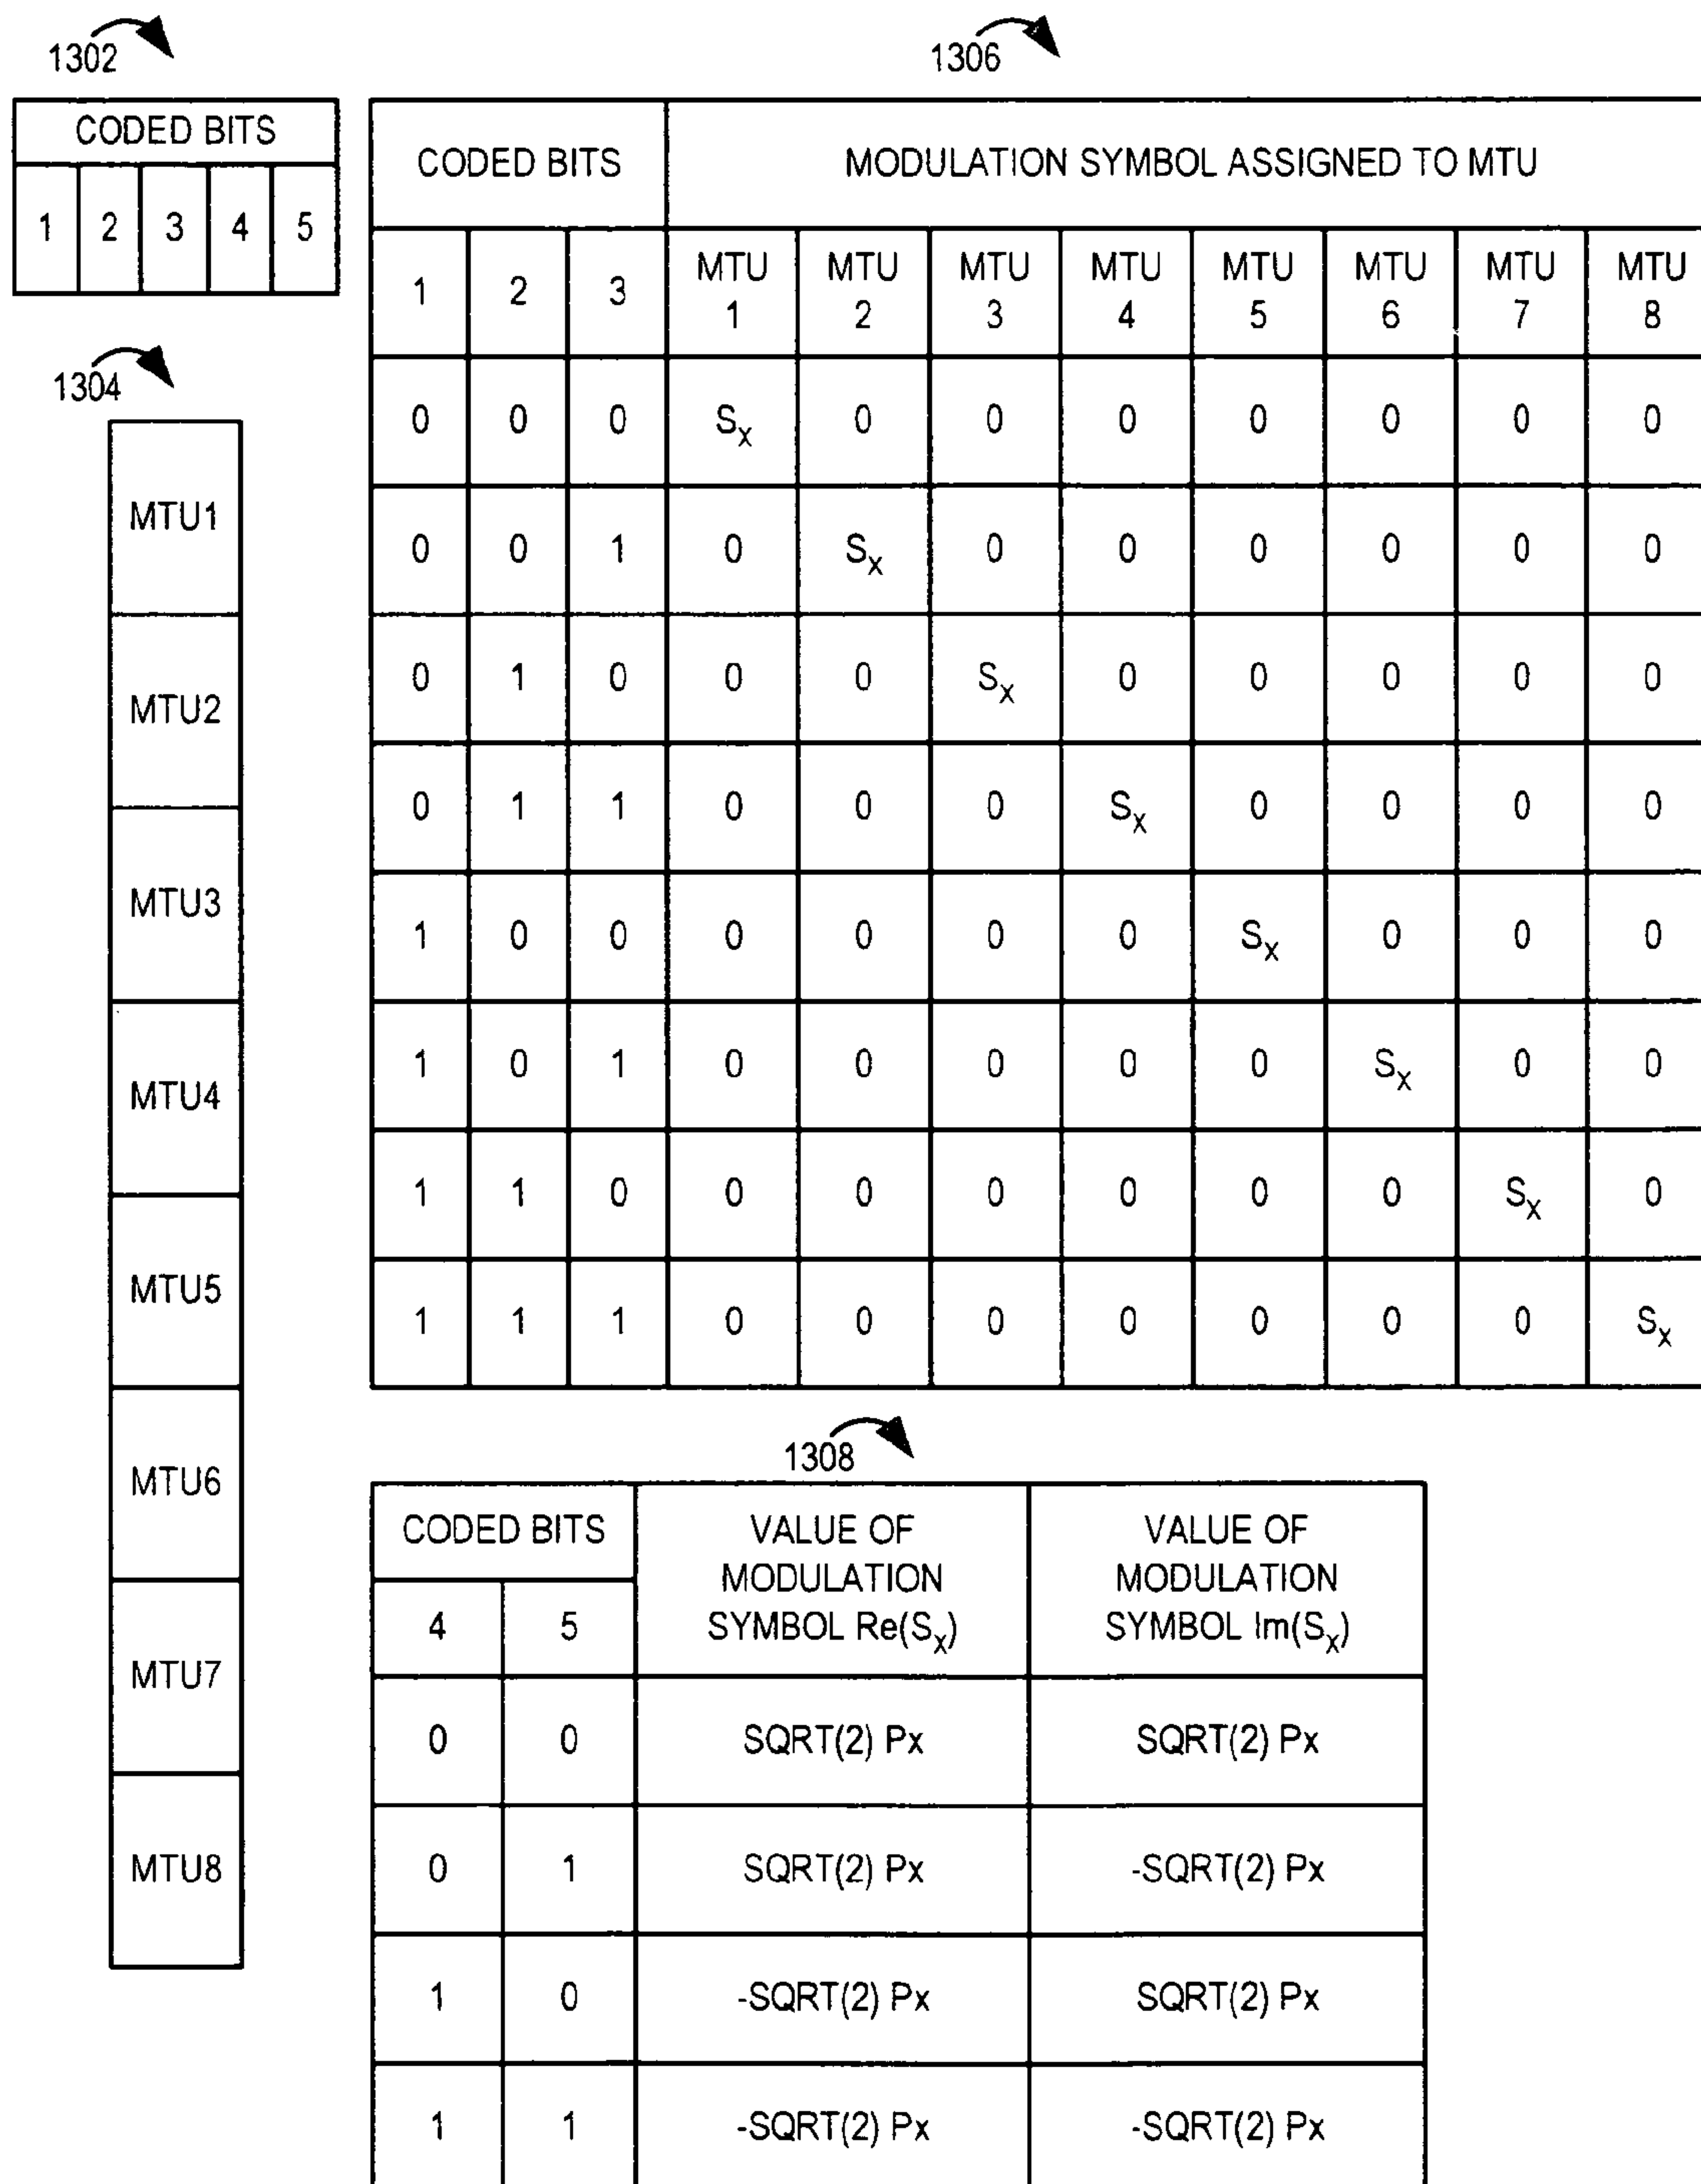 1302
CODED BITS
1 2 3 4 5
1304
MTU1
MTU2
MTU3
MTU4
MTU5
MTU6
MTU7
MTU8
1306
CODED BITS MODULATION SYMBOL ASSIGNED TO MTU
1 2 3 MTU 1 MTU 2 MTU 3 MTU 4 MTU 5 MTU 6 MTU 7 MTU 8
0 0 0 Sx 0 0 0 0 0 0 0
0 0 1 0 Sx 0 0 0 0 0 0
0 1 0 0 0 Sx 0 0 0 0 0
0 1 1 0 0 0 Sx 0 0 0 0
1 0 0 0 0 0 0 Sx 0 0 0
1 0 1 0 0 0 0 0 Sx 0 0
1 1 0 0 0 0 0 0 0 Sx 0
1 1 1 0 0 0 0 0 0 0 Sx
1308
CODED BITS
4 5
VALUE OF
MODULATION
SYMBOL Re(Sx)
VALUE OF
MODULATION
SYMBOL Im(Sx)
0 0 SQRT(2) Px SQRT(2) Px
0 1 SQRT(2) Px -SQRT(2) Px
1 0 -SQRT(2) Px SQRT(2) Px
1 1 -SQRT(2) Px -SQRT(2) Px